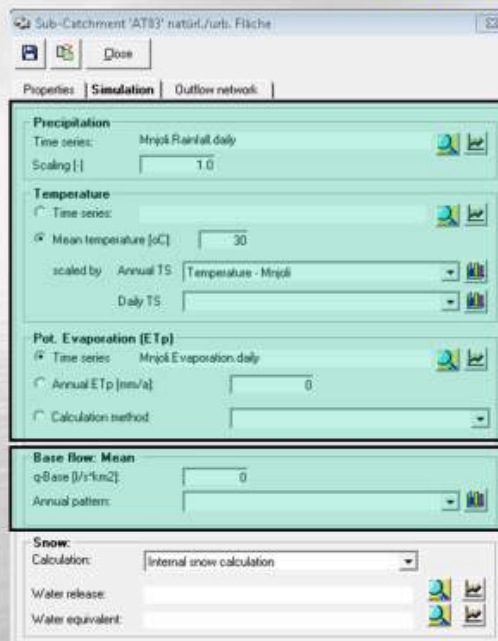 Sub-Catchment 'AT03' natürl./urb. Fläche
Close
Properties Simulation Outflow network
Precipitation
Time series: Mnjoli.Rainfall.daily
Scaling [-] 1.0
Temperature
Time series:
Mean temperature [oC]: 30
scaled by Annual TS Temperature - Mnjoli
Daily TS
Pot. Evaporation (ETp)
Time series Mnjoli.Evaporation.daily
Annual ETp [mm/a]: 0
Calculation method:
Base flow: Mean
q-Base [l/s*km2]: 0
Annual pattern:
Snow:
Calculation: Internal snow calculation
Water release:
Water equivalent: